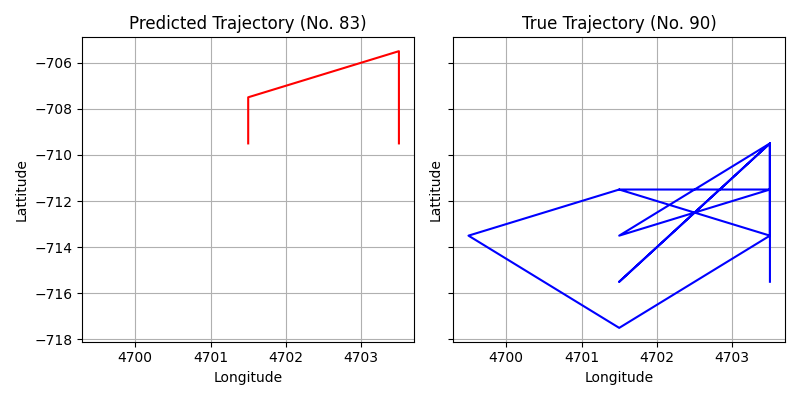 Predicted Trajectory (No. 83)
Lattitude
−706
−708
−710
−712
−714
−716
−718
4700
4701
4702
4703
Longitude
True Trajectory (No. 90)
Lattitude
4700
4701
4702
4703
Longitude